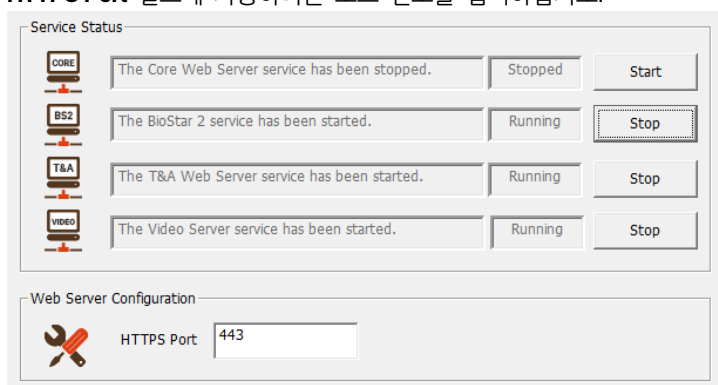 Service Status
CORE
The Core Web Server service has been stopped. Stopped Start
BS2
The BioStar 2 service has been started. Running Stop
T&A
The T&A Web Server service has been started. Running Stop
VIDEO
The Video Server service has been started. Running Stop
Web Server Configuration
HTTPS Port 443